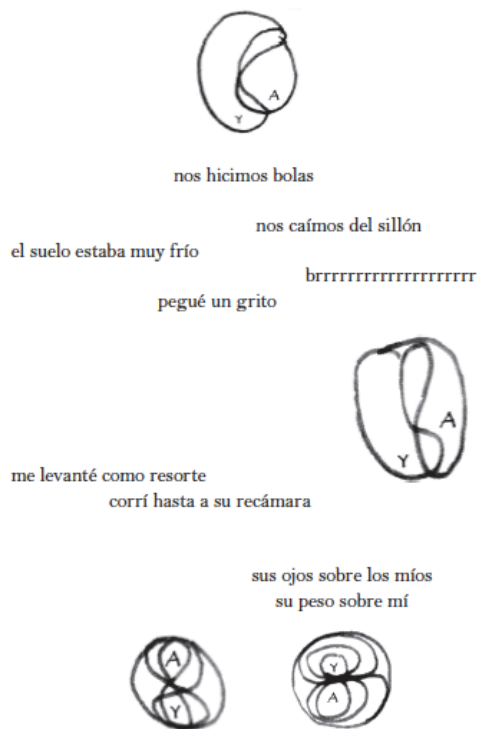 A
Y
nos hicimos bolas
nos caímos del sillón
el suelo estaba muy frío
brrrrrrrrrrrrrrrrrrrr
pegué un grito
A
Y
me levanté como resorte
corrí hasta a su recámara
sus ojos sobre los míos
su peso sobre mí
A
Y
Y
A